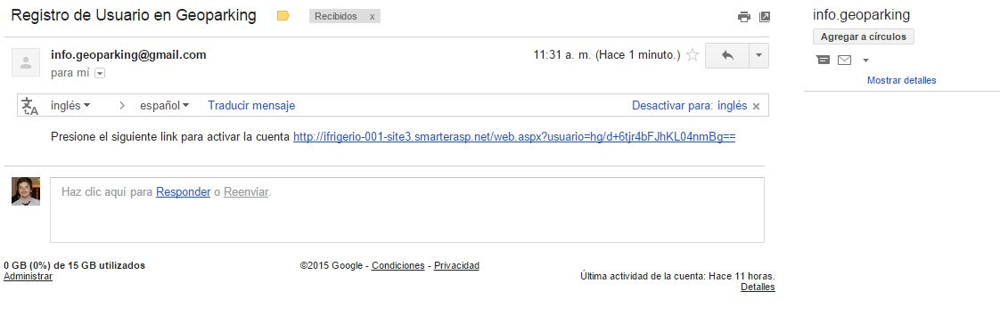 Registro de Usuario en Geoparking
Recibidos x
info.geoparking@gmail.com
11:31 a. m. (Hace 1 minuto.)
para mí
inglés > español Traducir mensaje Desactivar para: inglés x
Presione el siguiente link para activar la cuenta http://ifrigerio-001-site3.smarterasp.net/web.aspx?usuario=hg/d+6tjr4bFJhKL04nmBg==
Haz clic aquí para Responder o Reenviar.
0 GB (0%) de 15 GB utilizados
Administrar
©2015 Google - Condiciones - Privacidad
Última actividad de la cuenta: Hace 11 horas.
Detalles
info.geoparking
Agregar a círculos
Mostrar detalles